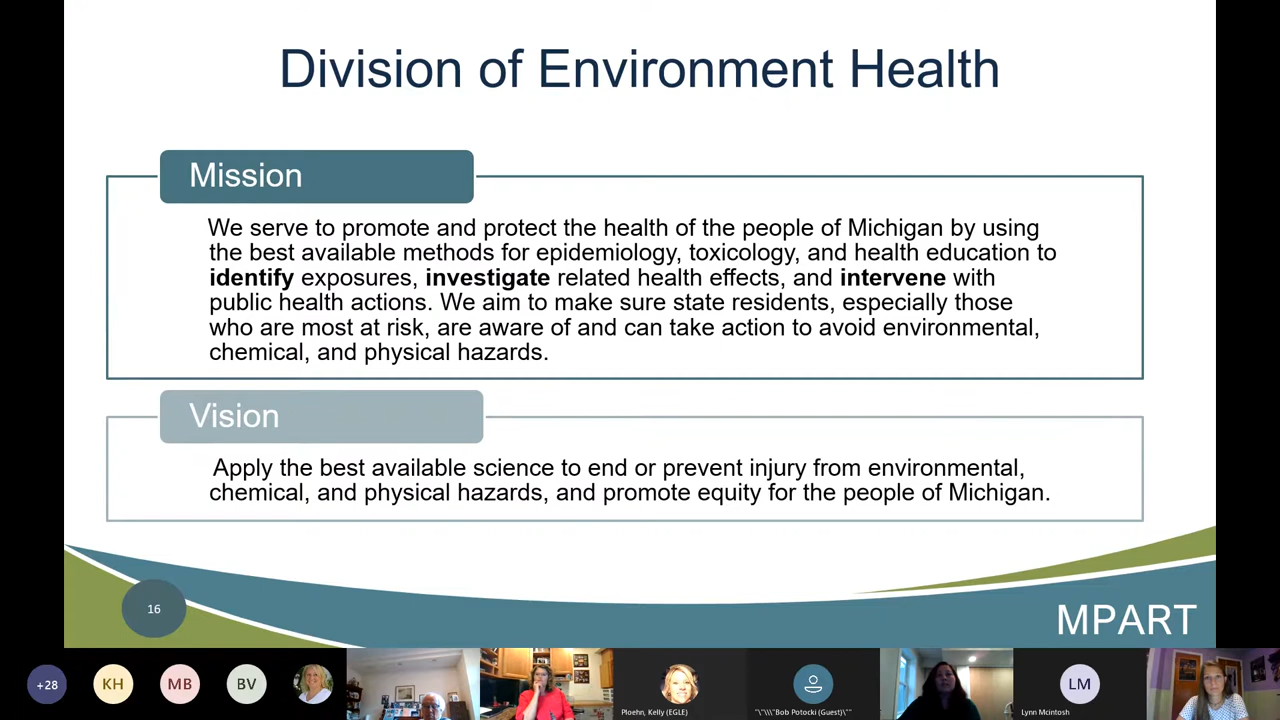 Division of Environment Health
Mission
We serve to promote and protect the health of the people of Michigan by using
the best available methods for epidemiology, toxicology, and health education to
identify exposures, investigate related health effects, and intervene with
public health actions. We aim to make sure state residents, especially those
who are most at risk, are aware of and can take action to avoid environmental,
chemical, and physical hazards.
Vision
Apply the best available science to end or prevent injury from environmental,
chemical, and physical hazards, and promote equity for the people of Michigan.
16
MPART
+28
KH
MB
BV
LM
Ploehn, Kelly (EGLE)
"\"\\\"Bob Potocki (Guest)\""
Lynn Mcintosh